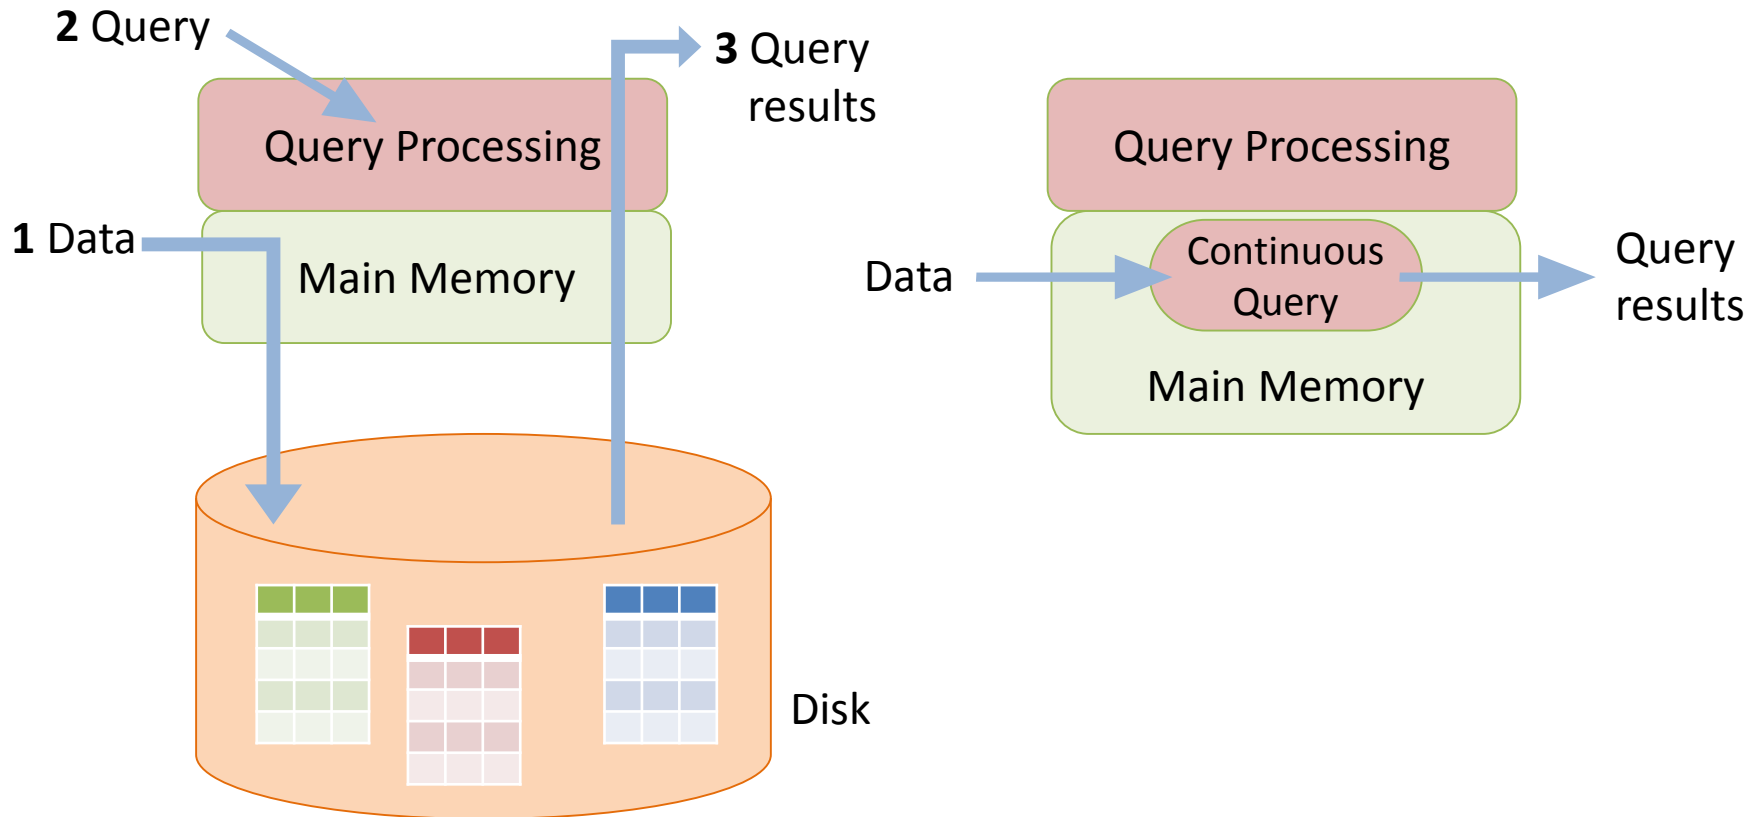 2 Query
3 Query
results
Query Processing
1 Data
Main Memory
Disk
Query Processing
Data
Continuous
Query
Query
results
Main Memory